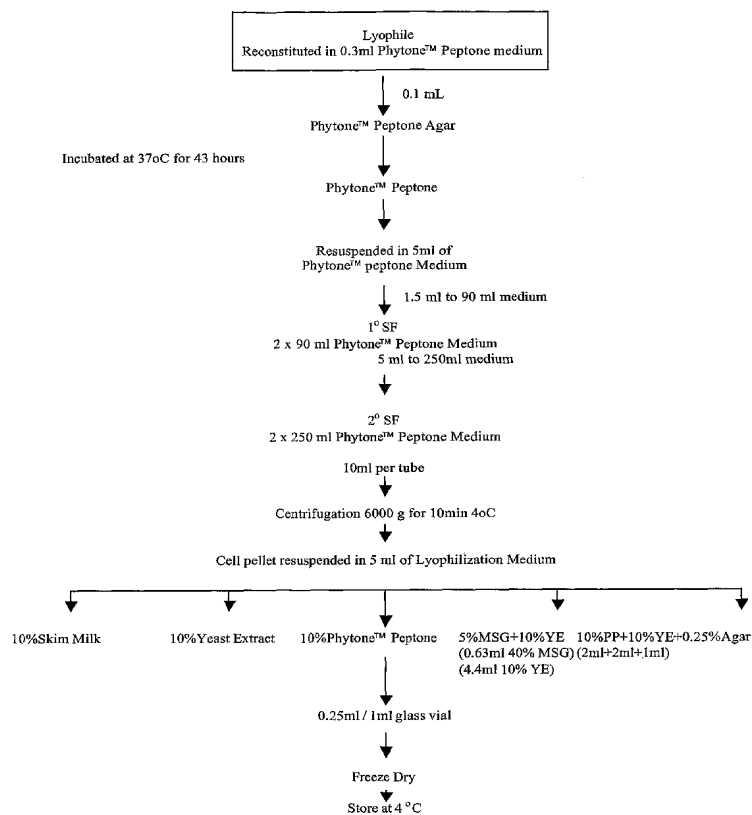 Lyophile
Reconstituted in 0.3ml Phytone™ Peptone medium
0.1 mL
Phytone™ Peptone Agar
Incubated at 37oC for 43 hours
Phytone™ Peptone
Resuspended in 5ml of
Phytone™ peptone Medium
1.5 ml to 90 ml medium
1° SF
2 x 90 ml Phytone™ Peptone Medium
5 ml to 250ml medium
2° SF
2 x 250 ml Phytone™ Peptone Medium
10ml per tube
Centrifugation 6000 g for 10min 4oC
Cell pellet resuspended in 5 ml of Lyophilization Medium
10%Skim Milk 10%Yeast Extract 10%Phytone™ Peptone 5%MSG+10%YE 10%PP+10%YE+0.25%Agar
(0.63ml 40% MSG) (2ml+2ml+1ml)
(4.4ml 10% YE)
0.25ml / 1ml glass vial
Freeze Dry
Store at 4 °C